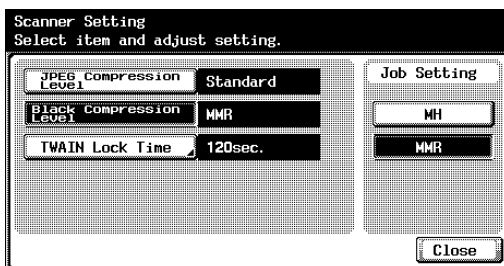 Scanner Setting
Select item and adjust setting.
JPEG Compression
Level
Standard
Black Compression
Level
MMR
TWAIN Lock Time
120sec.
Job Setting
MH
MMR
Close